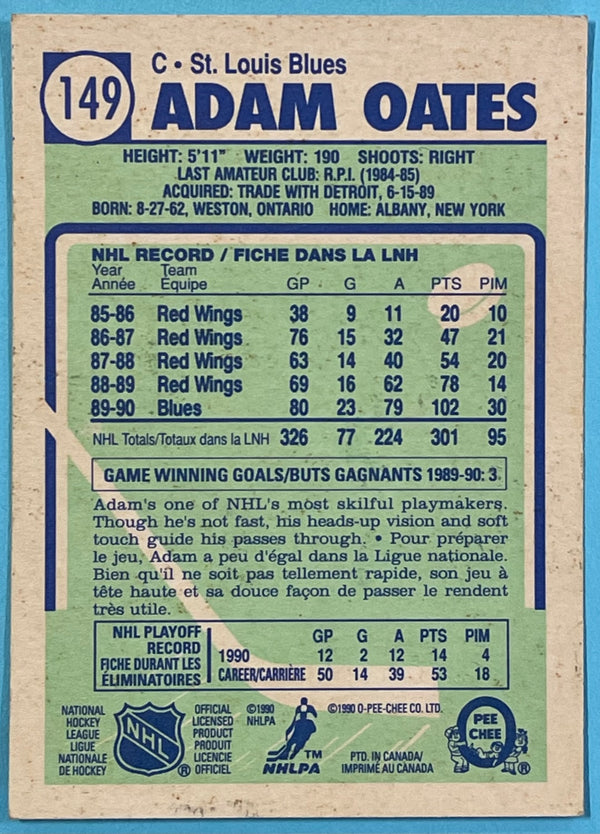 149
C • St. Louis Blues
ADAM OATES
HEIGHT: 5'11" WEIGHT: 190 SHOOTS: RIGHT
LAST AMATEUR CLUB: R.P.I. (1984-85)
ACQUIRED: TRADE WITH DETROIT, 6-15-89
BORN: 8-27-62, WESTON, ONTARIO HOME: ALBANY, NEW YORK
NHL RECORD / FICHE DANS LA LNH
Year Team
Année Equipe GP G A PTS PIM
85-86 Red Wings 38 9 11 20 10
86-87 Red Wings 76 15 32 47 21
87-88 Red Wings 63 14 40 54 20
88-89 Red Wings 69 16 62 78 14
89-90 Blues 80 23 79 102 30
NHL Totals/Totaux dans la LNH 326 77 224 301 95
GAME WINNING GOALS/BUTS GAGNANTS 1989-90: 3
Adam's one of NHL's most skilful playmakers.
Though he's not fast, his heads-up vision and soft
touch guide his passes through. • Pour préparer
le jeu, Adam a peu d'égal dans la Ligue nationale.
Bien qu'il ne soit pas tellement rapide, son jeu à
tête haute et sa douce façon de passer le rendent
très utile.
NHL PLAYOFF
RECORD
FICHE DURANT LES
ÉLIMINATOIRES
GP G A PTS PIM
1990 12 2 12 14 4
CAREER/CARRIÈRE 50 14 39 53 18
NATIONAL
HOCKEY
LEAGUE
LIGUE
NATIONALE
DE HOCKEY
NHL
®
OFFICIAL
LICENSED
PRODUCT
PRODUIT
LICENCIE
OFFICIEL
©1990
NHLPA
TM
NHLPA
©1990 O-PEE-CHEE CO. LTD.
PTD. IN CANADA/
IMPRIMÉ AU CANADA
O
PEE
CHEE
®